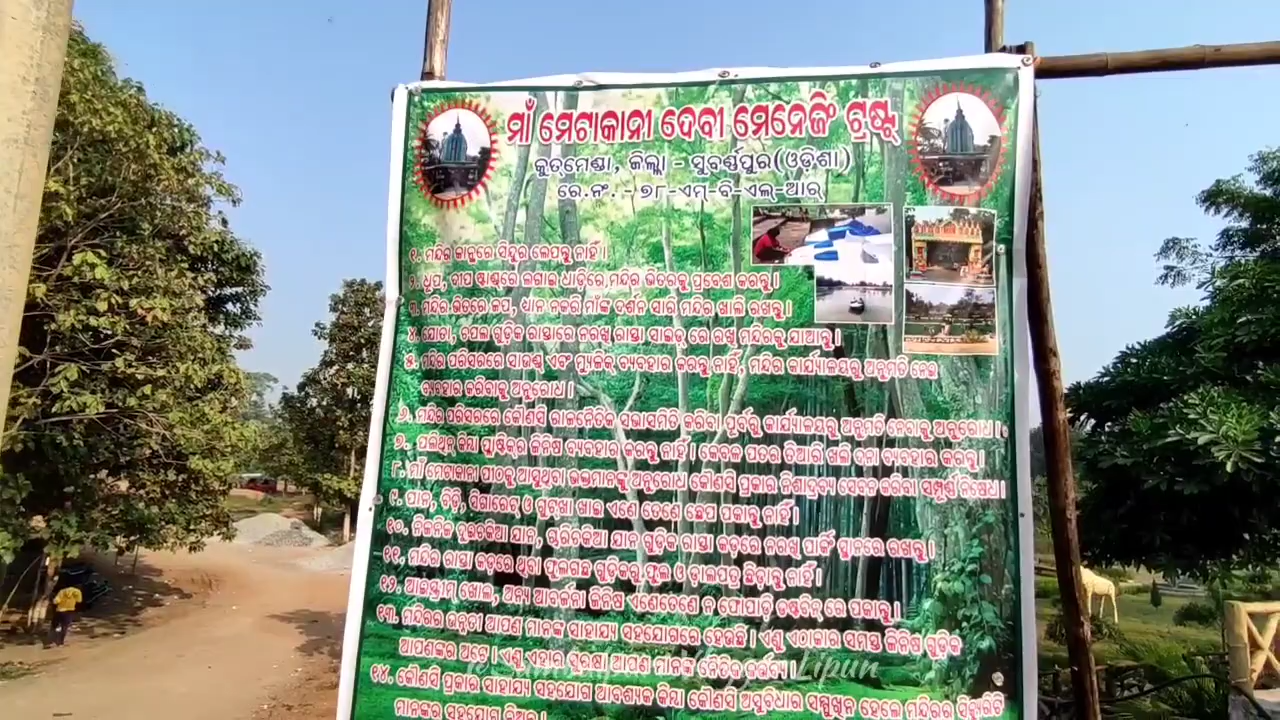 ମାଁ ମେଟାକାନୀ ଦେବୀ ମେନେଜିଂ ଟ୍ରଷ୍ଟ୍
କୁତ୍ମେଣ୍ଡା, ଜିଲ୍ଲା - ସୁବର୍ଣ୍ଣପୁର(ଓଡ଼ିଶା)
ରେ.ନଂ. - ୭୮-ଏମ୍-ବି-ଏଲ୍-ଆର୍
୧. ମନ୍ଦିର କାନ୍ଥରେ ସିନ୍ଦୁର ଲେପନ୍ତୁ ନାହିଁ ।
୨. ଧୁପ, ଦୀପ ଷ୍ଟାଣ୍ଡରେ ଲଗାଇ ଧାଡ଼ିରେ ମନ୍ଦିର ଭିତରକୁ ପ୍ରବେଶ କରନ୍ତୁ ।
୩. ମନ୍ଦିର ଭିତରେ ଜପ, ଧ୍ୟାନ ନକରି ମାଁଙ୍କ ଦର୍ଶନ ସାରି ମନ୍ଦିର ଖାଲି ରଖନ୍ତୁ ।
୪. ଯୋତା, ଚପଲ ଗୁଡ଼ିକ ରାସ୍ତାରେ ନରଖି ରାସ୍ତା ସାଇଡ୍ ରେ ରଖି ମନ୍ଦିରକୁ ଯାଆନ୍ତୁ ।
୫. ମନ୍ଦିର ପରିସରରେ ସାଉଣ୍ଡ୍ ଏବଂ ମ୍ୟୁଜିକ୍ ବ୍ୟବହାର କରନ୍ତୁ ନାହିଁ, ମନ୍ଦିର କାର୍ଯ୍ୟାଳୟରୁ ଅନୁମତି ନେଇ
ବ୍ୟବହାର କରିବାକୁ ଅନୁରୋଧ ।
୬. ମନ୍ଦିର ପରିସରରେ କୌଣସି ରାଜନୈତିକ ସଭାସମିତି କରିବା ପୂର୍ବରୁ କାର୍ଯ୍ୟାଳୟରୁ ଅନୁମତି ନେବାକୁ ଅନୁରୋଧ ।
୭. ପଲିଥିନ୍ କିମ୍ବା ପ୍ଲାଷ୍ଟିକ୍‌ର ଜିନିଷ ବ୍ୟବହାର କରନ୍ତୁ ନାହିଁ । କେବଳ ପତର ତିଆରି ଖଲି ଦନା ବ୍ୟବହାର କରନ୍ତୁ ।
୮. ମାଁ ମେଟାକାନୀ ପୀଠକୁ ଆସୁଥିବା ଭକ୍ତମାନଙ୍କୁ ଅନୁରୋଧ କୌଣସି ପ୍ରକାର ନିଶାଦ୍ରବ୍ୟ ସେବନ କରିବା ସମ୍ପୂର୍ଣ୍ଣ ନିଷେଧ ।
୯. ପାନ, ବିଡ଼ି, ସିଗାରେଟ୍ ଓ ଗୁଟ୍‌ଖା ଖାଇ ଏଣେ ତେଣେ ଛେପ ପକାନ୍ତୁ ନାହିଁ ।
୧୦. ନିଜନିଜ ଦୁଇଚକିଆ ଯାନ, ଚାରିଚକିଆ ଯାନ ଗୁଡ଼ିକ ରାସ୍ତା କଡ଼ରେ ନରଖି ପାର୍କିଂ ସ୍ଥାନରେ ରଖନ୍ତୁ ।
୧୧. ମନ୍ଦିର ରାସ୍ତା କଡ଼ରେ ଥିବା ଫୁଲଗଛ ଗୁଡ଼ିକରୁ ଫୁଲ ଓ ଡ଼ାଳପତ୍ର ଛିଡ଼ାନ୍ତୁ ନାହିଁ ।
୧୨. ଆଇସ୍କ୍ରିମ୍ ଖୋଳ, ଅନ୍ୟ ଆବର୍ଜନା ଜିନିଷ ଏଣେତେଣେ ନ ଫୋପାଡ଼ି ଡଷ୍ଟବିନ୍ ରେ ପକାନ୍ତୁ ।
୧୩. ମନ୍ଦିରର ଉନ୍ନତୀ ଆପଣ ମାନଙ୍କ ସାହାଯ୍ୟ ସହଯୋଗରେ ହେଉଛି । ଏଣୁ ଏଠାକାର ସମସ୍ତ ଜିନିଷ ଗୁଡ଼ିକ
ଆପଣଙ୍କର ଅଟେ । ଏଣୁ ଏହାର ସୁରକ୍ଷା ଆପଣ ମାନଙ୍କ ନୈତିକ କର୍ତ୍ତବ୍ୟ ।
Lipun
୧୪. କୌଣସି ପ୍ରକାର ସାହାଯ୍ୟ ସହଯୋଗ ଆବଶ୍ୟକ କିମ୍ବା କୌଣସି ଅସୁବିଧାର ସମ୍ମୁଖିନ ହେଲେ ମନ୍ଦିରର ସିକ୍ୟୁରିଟି
ମାନଙ୍କର ସହଯୋଗ ନିଅନ୍ତୁ ।